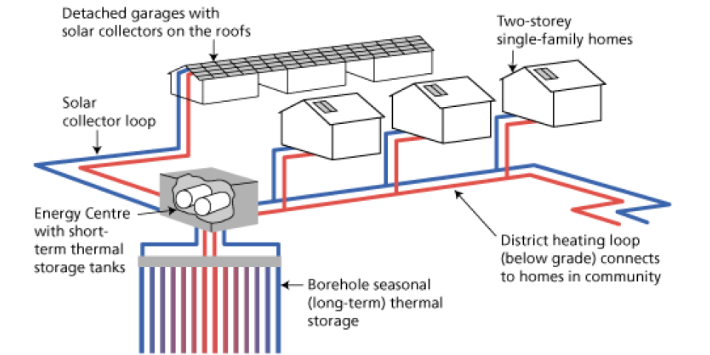 Detached garages with
solar collectors on the roofs
Two-storey
single-family homes
Solar
collector loop
Energy Centre
with short-
term thermal
storage tanks
District heating loop
(below grade) connects
to homes in community
Borehole seasonal
(long-term) thermal
storage